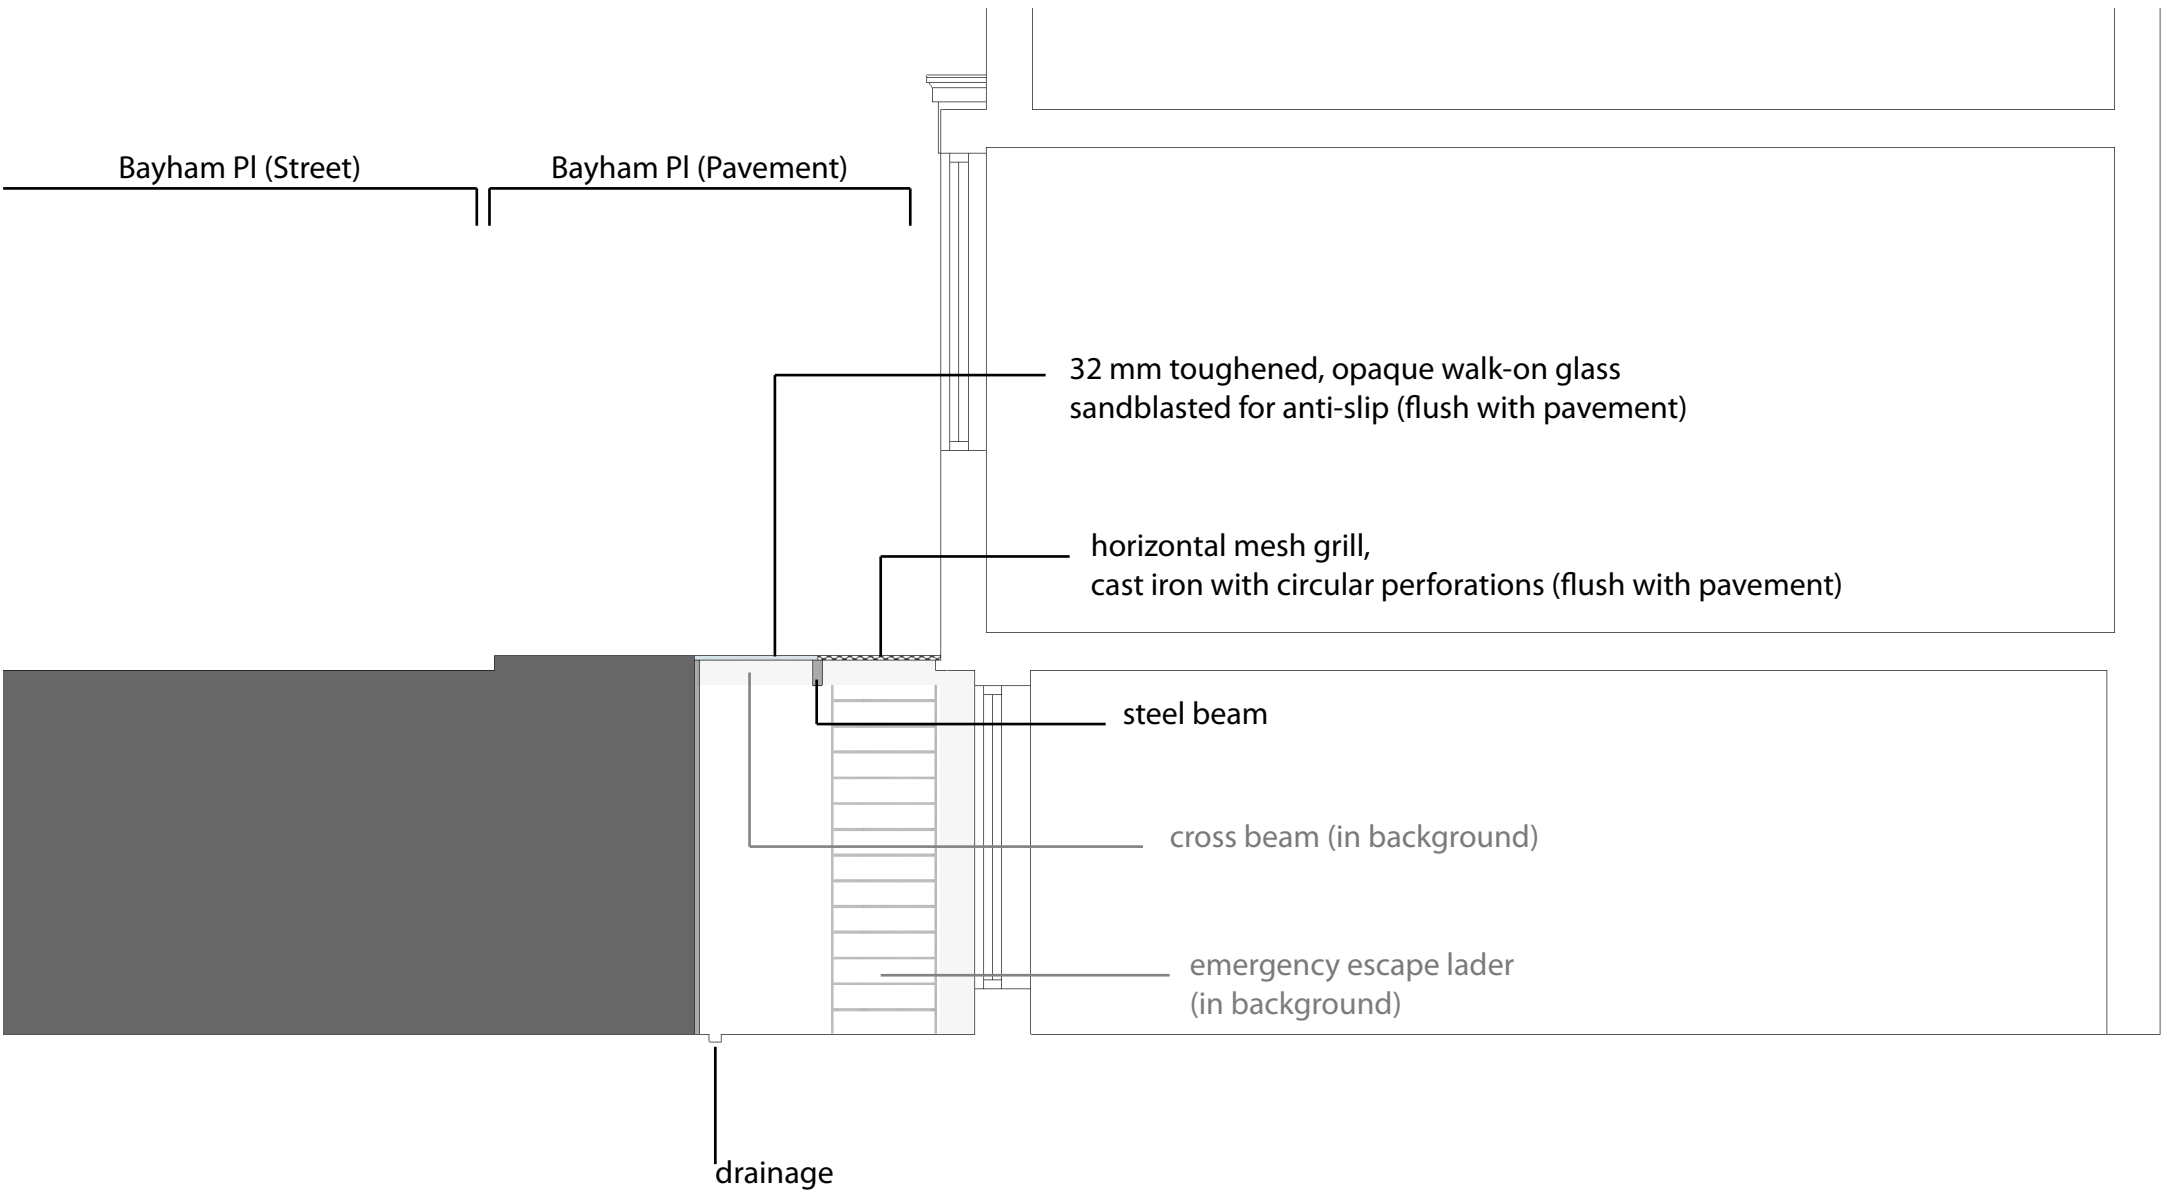 Bayham Pl (Street)
Bayham Pl (Pavement)
32 mm toughened, opaque walk-on glass
sandblasted for anti-slip (flush with pavement)
horizontal mesh grill,
cast iron with circular perforations (flush with pavement)
steel beam
cross beam (in background)
emergency escape lader
(in background)
drainage